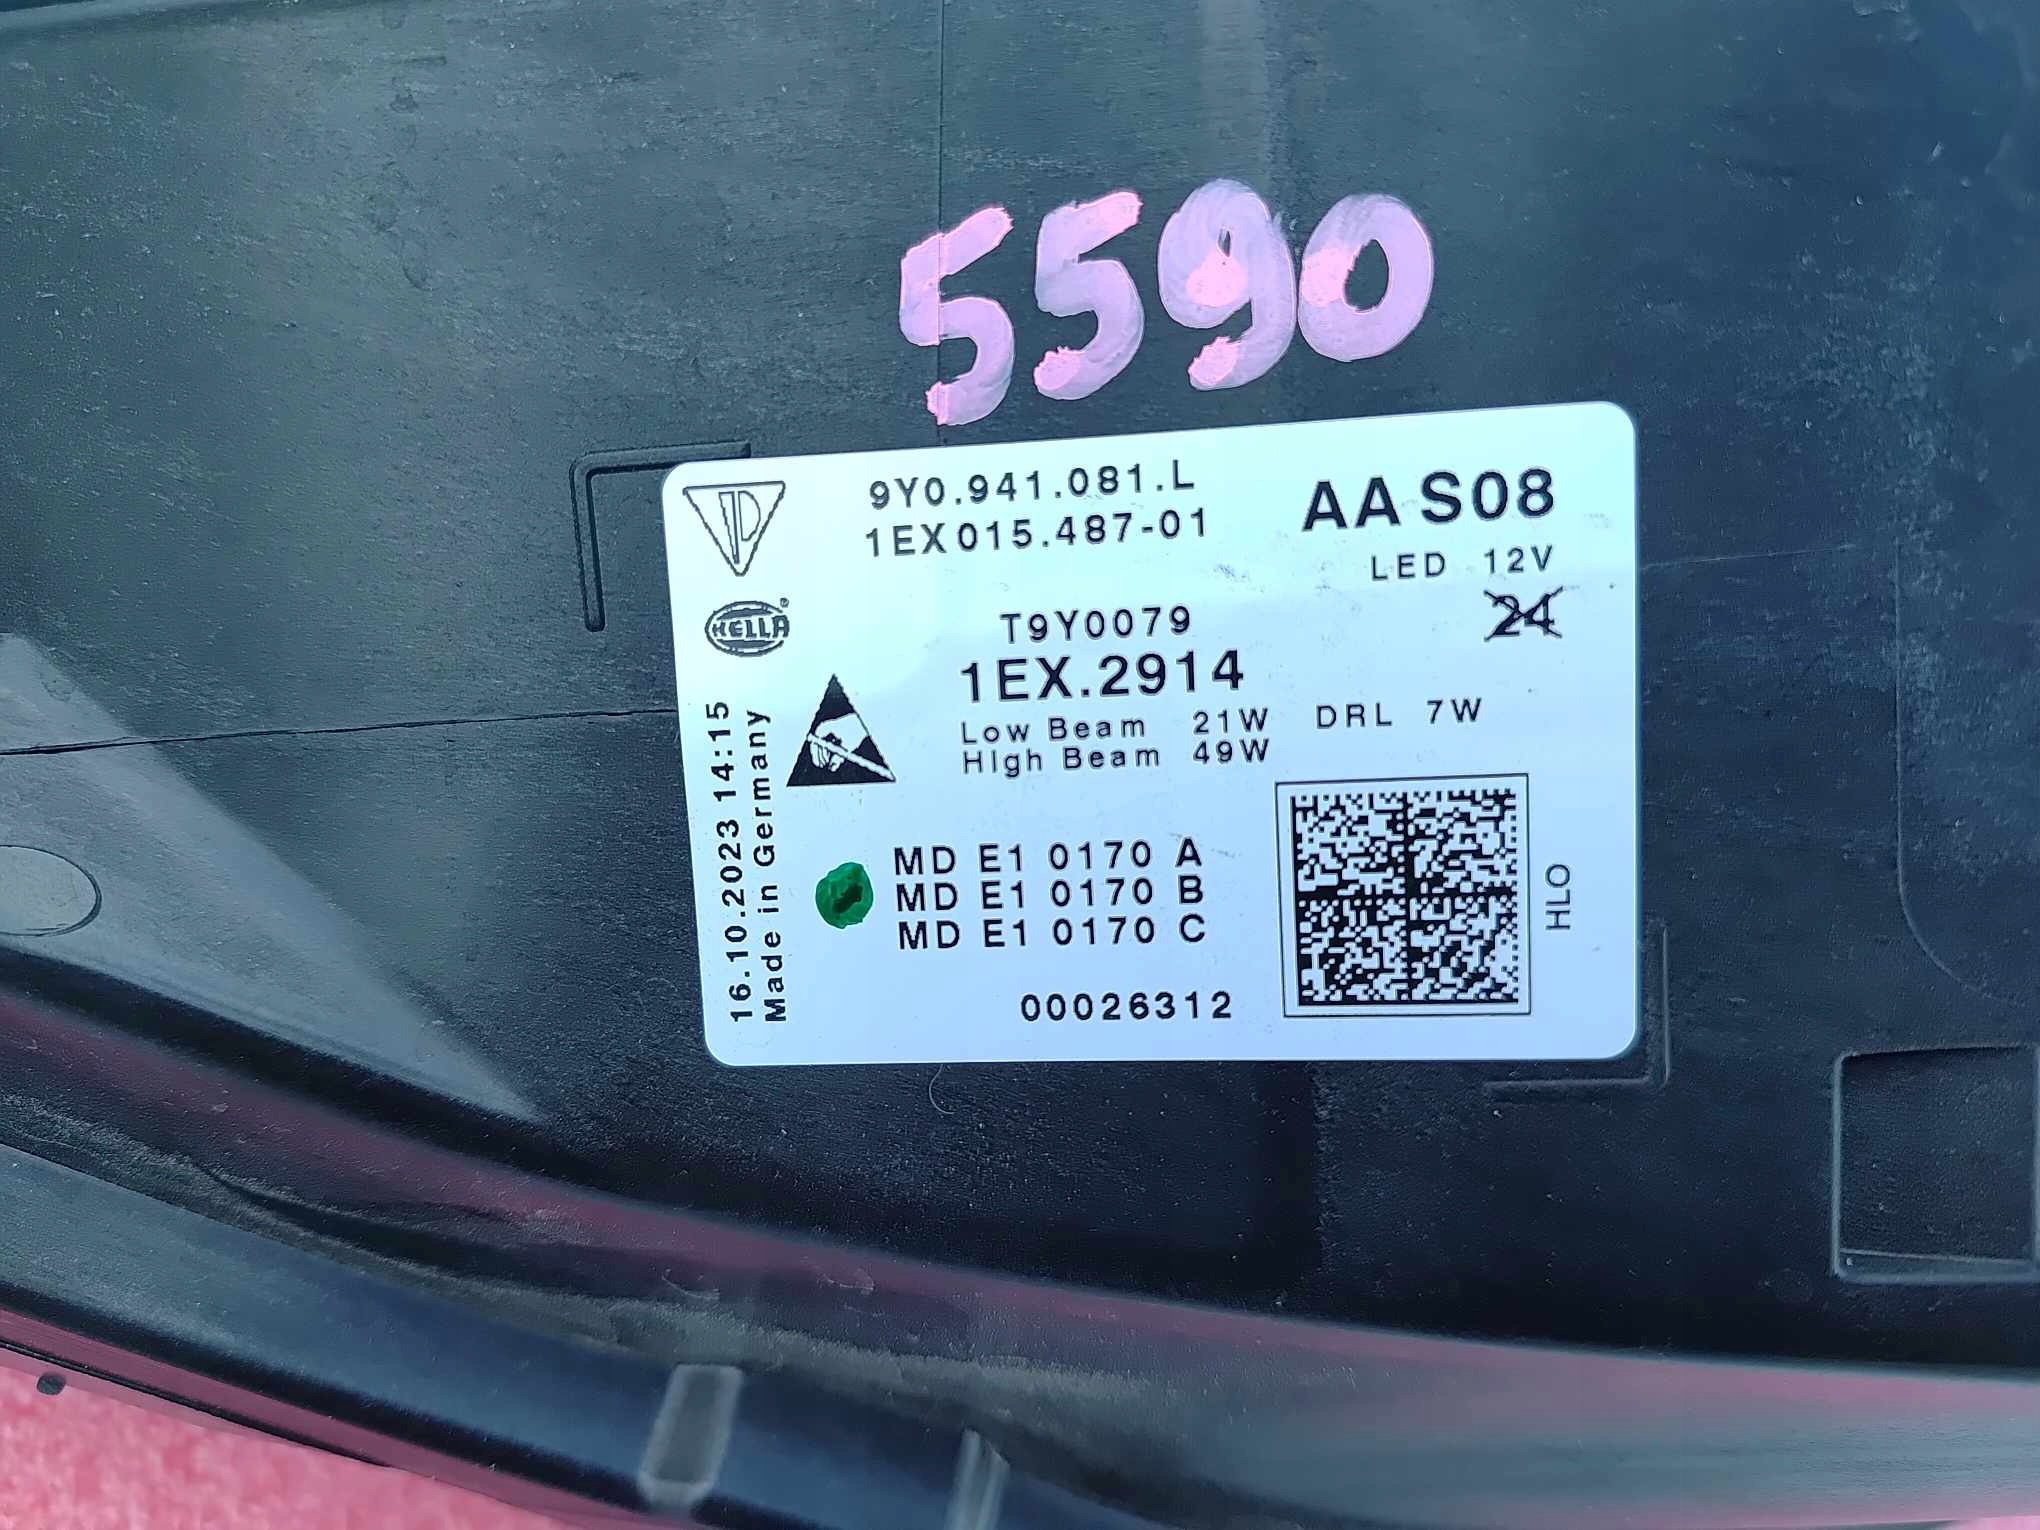 5590
9Y0.941.081.L
1EX015.487-01
AA S08
LED 12V
24
HELLA
T9Y0079
1EX.2914
Low Beam 21W DRL 7W
HIgh Beam 49W
16.10.2023 14:15
Made in Germany
MD E1 0170 A
MD E1 0170 B
MD E1 0170 C
HLO
00026312